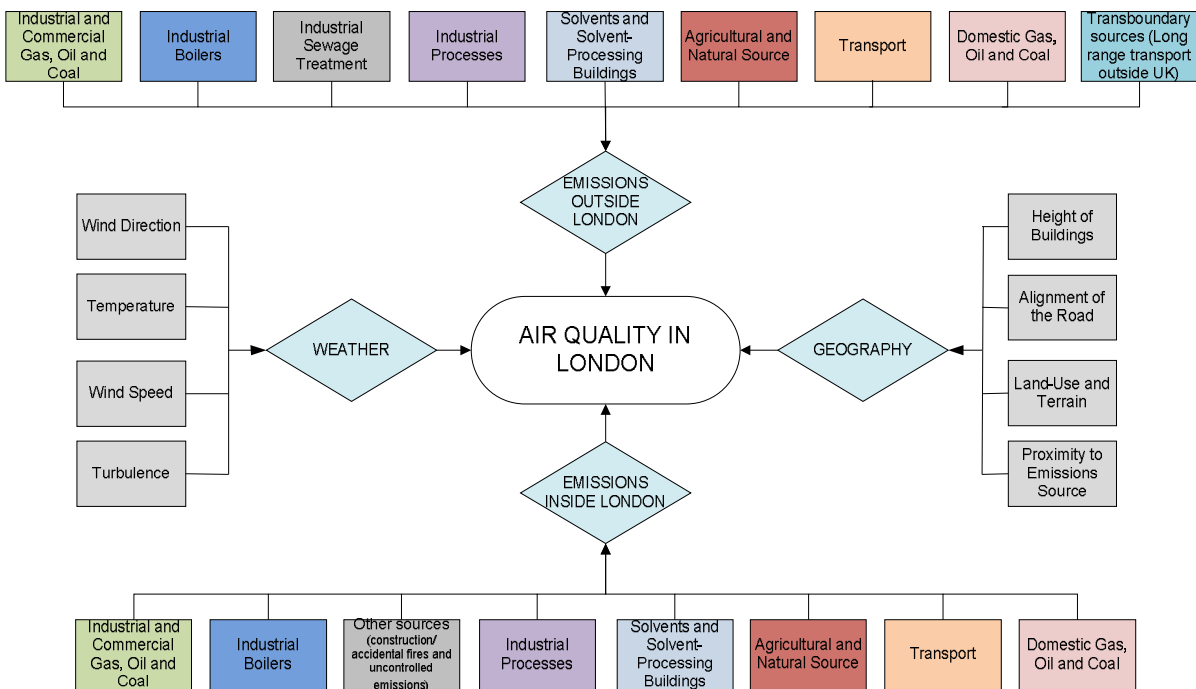 Industrial and
Commercial
Gas, Oil and
Coal
Industrial
Boilers
Industrial
Sewage
Treatment
Industrial
Processes
Solvents and
Solvent-
Processing
Buildings
Agricultural
and Natural
Source
Transport
Domestic Gas,
Oil and Coal
Transboundary
sources (Long
range transport
outside UK)
EMISSIONS
OUTSIDE
LONDON
Wind Direction
Temperature
Wind Speed
Turbulence
WEATHER
AIR QUALITY IN
LONDON
GEOGRAPHY
Height of
Buildings
Alignment of
the Road
Land-Use and
Terrain
Proximity to
Emissions
Source
EMISSIONS
INSIDE LONDON
Industrial and
Commercial
Gas, Oil and
Coal
Industrial
Boilers
Other sources
(construction/
accidental fires and
uncontrolled
emissions)
Industrial
Processes
Solvents and
Solvent-
Processing
Buildings
Agricultural and
Natural Source
Transport
Domestic Gas,
Oil and Coal